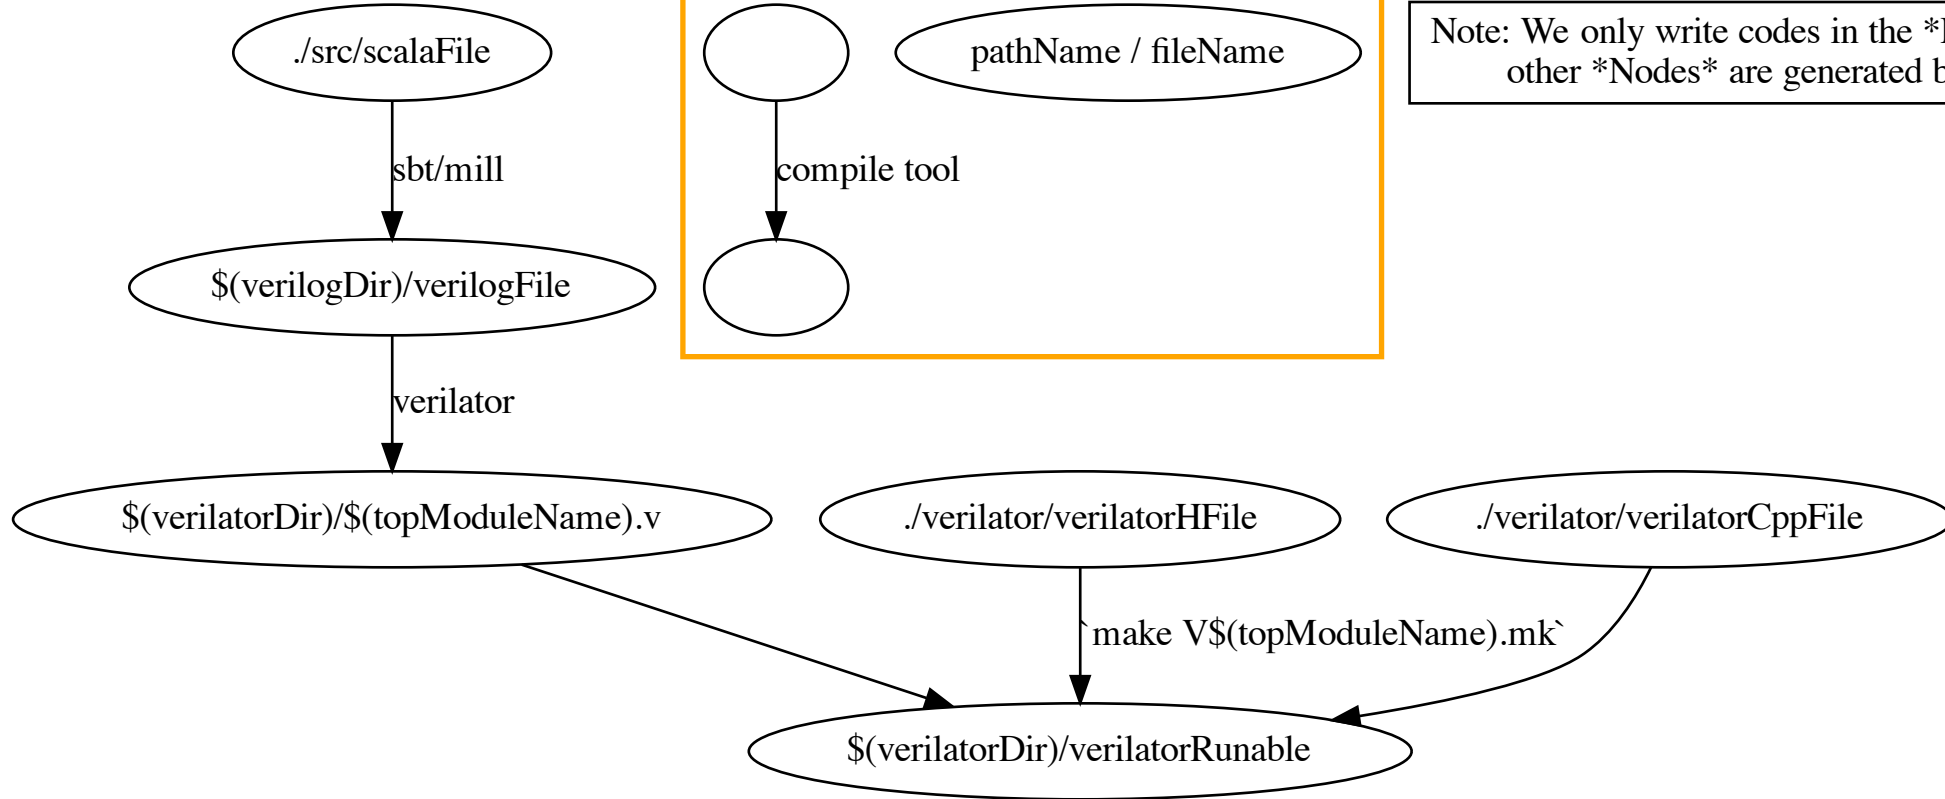 ./src/scalaFile
pathName / fileName
Note: We only write codes in the
other *Nodes* are generated
sbt/mill
compile tool
$(verilogDir)/verilogFile
verilator
$(verilatorDir)/$(topModuleName).v
./verilator/verilatorHFile
./verilator/verilatorCppFile
`make V$(topModuleName).mk`
$(verilatorDir)/verilatorRunable